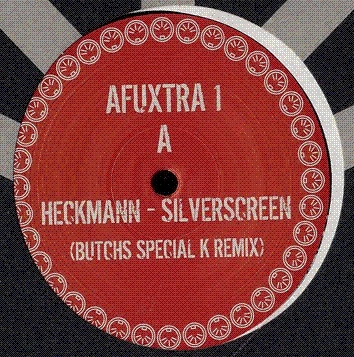 AFUXTRA 1
A
HECKMANN - SILVERSCREEN
(BUTCHS SPECIAL K REMIX)